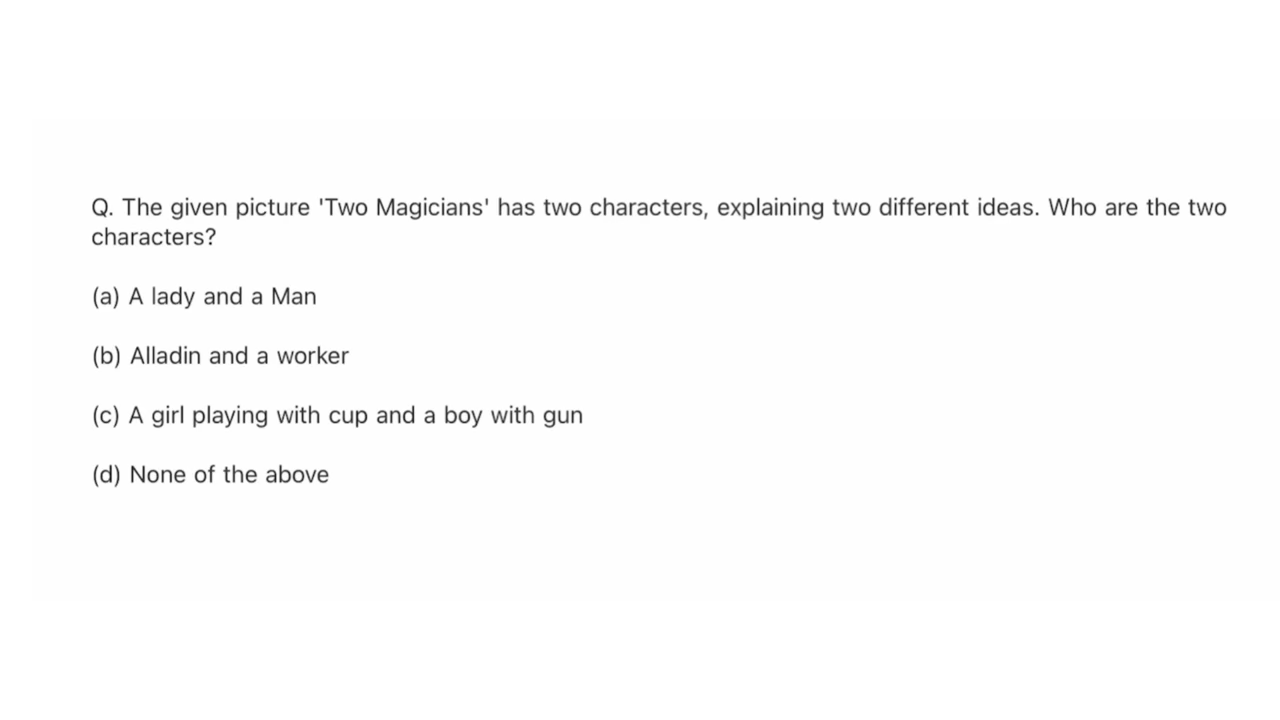 Q. The given picture 'Two Magicians' has two characters, explaining two different ideas. Who are the two
characters?
(a) A lady and a Man
(b) Alladin and a worker
(c) A girl playing with cup and a boy with gun
(d) None of the above